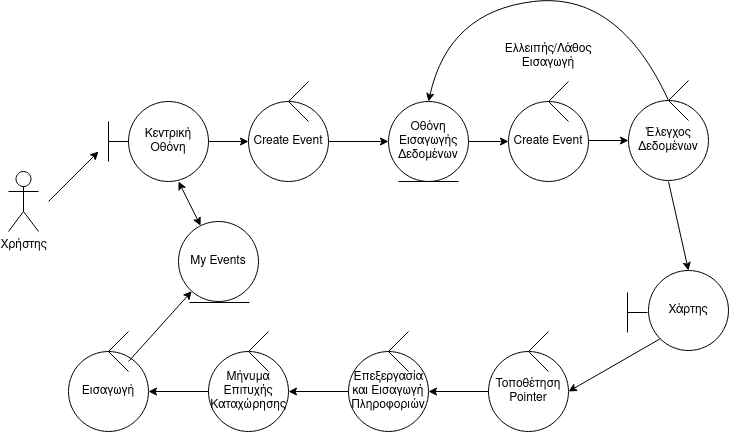 Ελλειπής/Λάθος
Εισαγωγή
Κεντρική
Οθόνη
Create Event
Οθόνη
Εισαγωγής
Δεδομένων
Create Event
Έλεγχος
Δεδομένων
Χρήστης
My Events
Χάρτης
Εισαγωγή
Μήνυμα
Επιτυχής
Καταχώρησης
Επεξεργασία
και Εισαγωγή
Πληροφοριών
Τοποθέτηση
Pointer